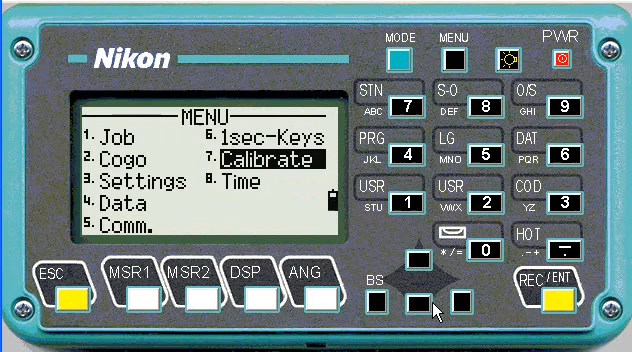 MODE MENU PWR
Nikon
STN S-O O/S
ABC 7 DEF 8 GHI 9
MENU
1. Job 6. 1sec-Keys
2. Cogo 7. Calibrate
3. Settings 8. Time
4. Data
5. Comm.
PRG LG DAT
JKL 4 MNO 5 PQR 6
USR USR COD
STU 1 VWX 2 YZ 3
HOT
*/= 0 .-+
ESC MSR1 MSR2 DSP ANG BS REC/ENT